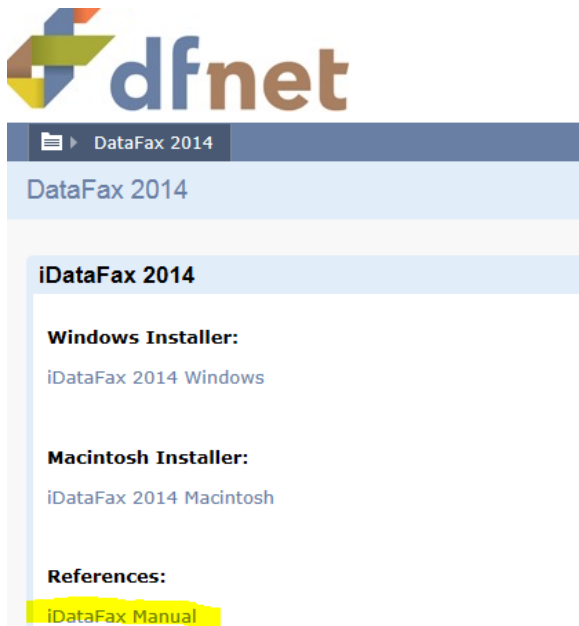 dfnet
DataFax 2014
DataFax 2014
iDataFax 2014
Windows Installer:
iDataFax 2014 Windows
Macintosh Installer:
iDataFax 2014 Macintosh
References:
iDataFax Manual